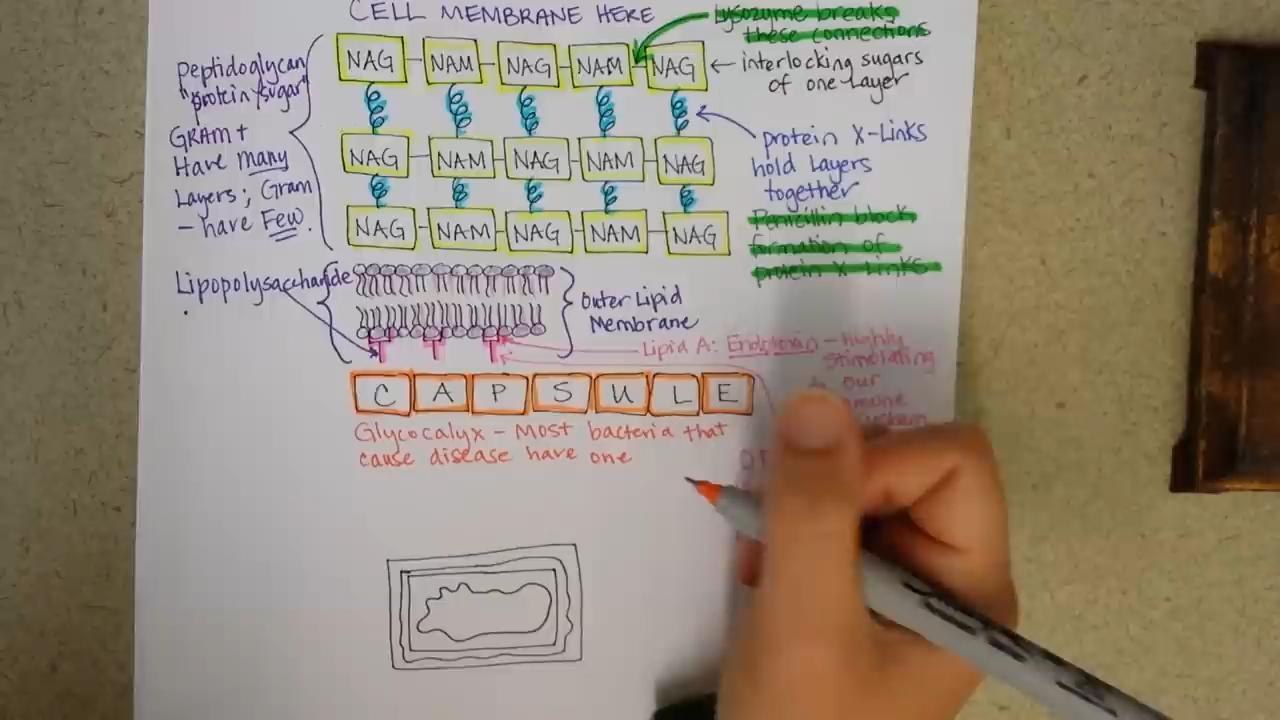 CELL MEMBRANE HERE
Lysozyme breaks
these connections
NAG NAM NAG NAM NAG
interlocking sugars
of one layer
Peptidoglycan
"protein/sugar"
GRAM +
Have many
Layers; Gram
- have Few.
protein X-Links
hold Layers
together
NAG NAM NAG NAM NAG
Penicillin block
formation of
protein X-Links
NAG NAM NAG NAM NAG
Lipopolysaccharide
Outer Lipid
Membrane
Lipid A: Endotoxin - highly
stimulating
our
CAPSULE
Glycocalyx - Most bacteria that
cause disease have one